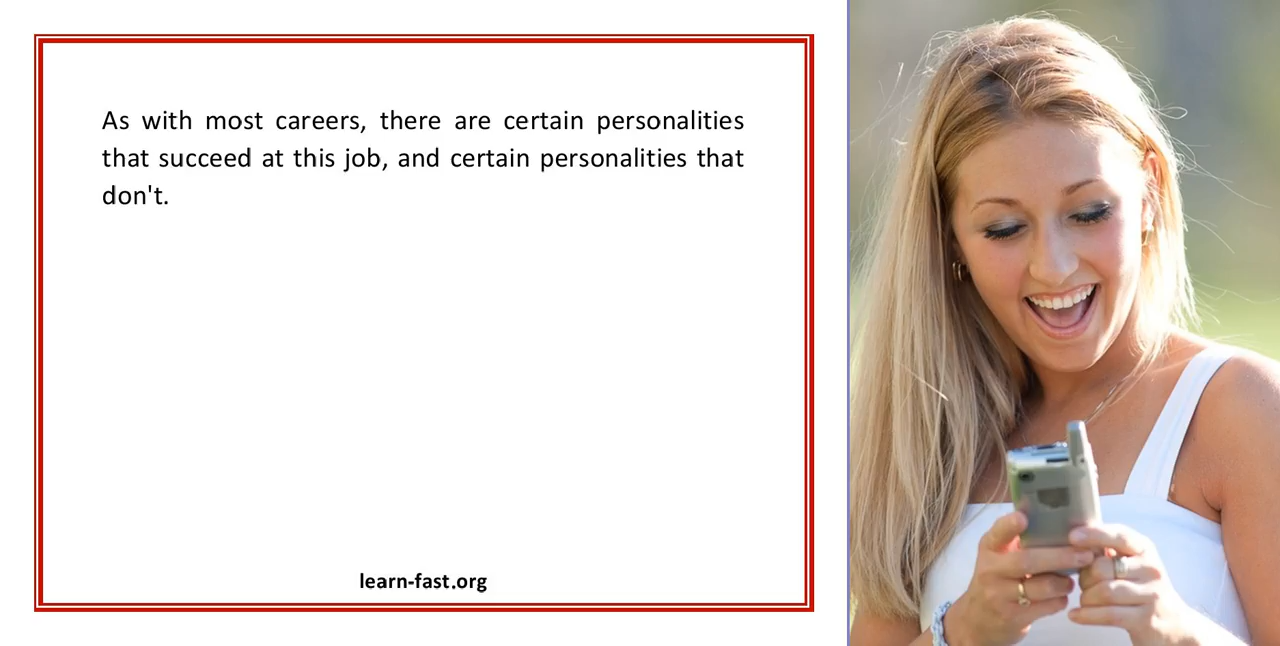 As with most careers, there are certain personalities
that succeed at this job, and certain personalities that
don't.
learn-fast.org